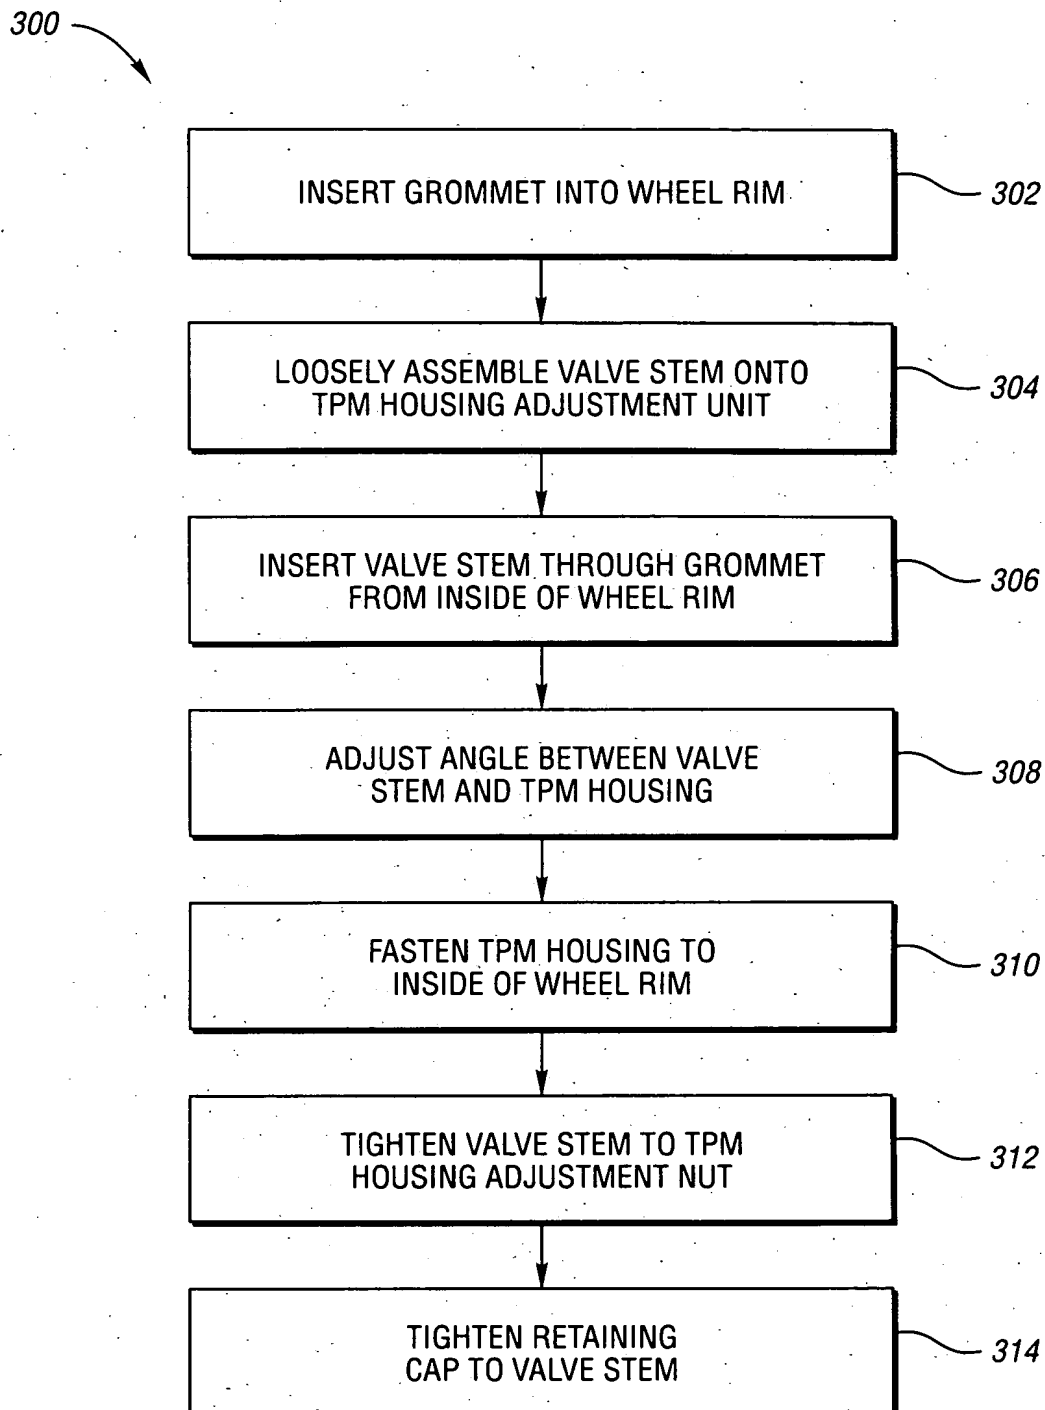 300
INSERT GROMMET INTO WHEEL RIM
302
LOOSELY ASSEMBLE VALVE STEM ONTO
TPM HOUSING ADJUSTMENT UNIT
304
INSERT VALVE STEM THROUGH GROMMET
FROM INSIDE OF WHEEL RIM
306
ADJUST ANGLE BETWEEN VALVE
STEM AND TPM HOUSING
308
FASTEN TPM HOUSING TO
INSIDE OF WHEEL RIM
310
TIGHTEN VALVE STEM TO TPM
HOUSING ADJUSTMENT NUT
312
TIGHTEN RETAINING
CAP TO VALVE STEM
314